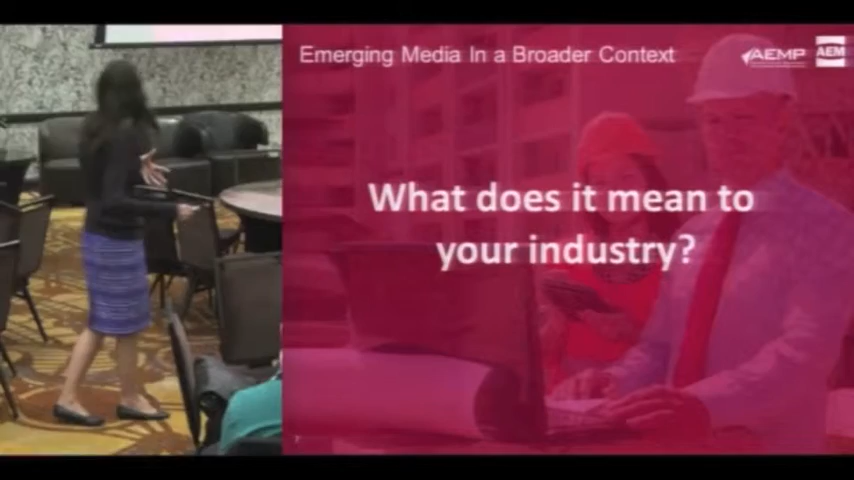 Emerging Media In a Broader Context
AEMP
AEM
What does it mean to
your industry?